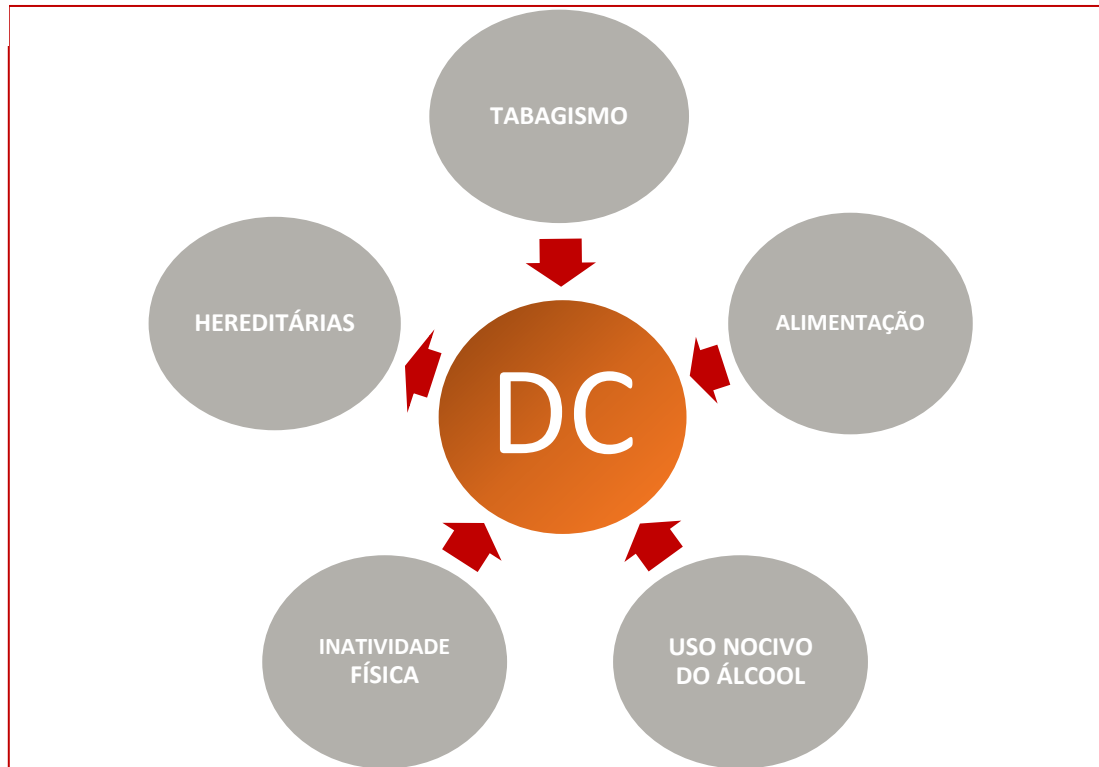 TABAGISMO
HEREDITÁRIAS
ALIMENTAÇÃO
DC
INATIVIDADE
FÍSICA
USO NOCIVO
DO ÁLCOOL